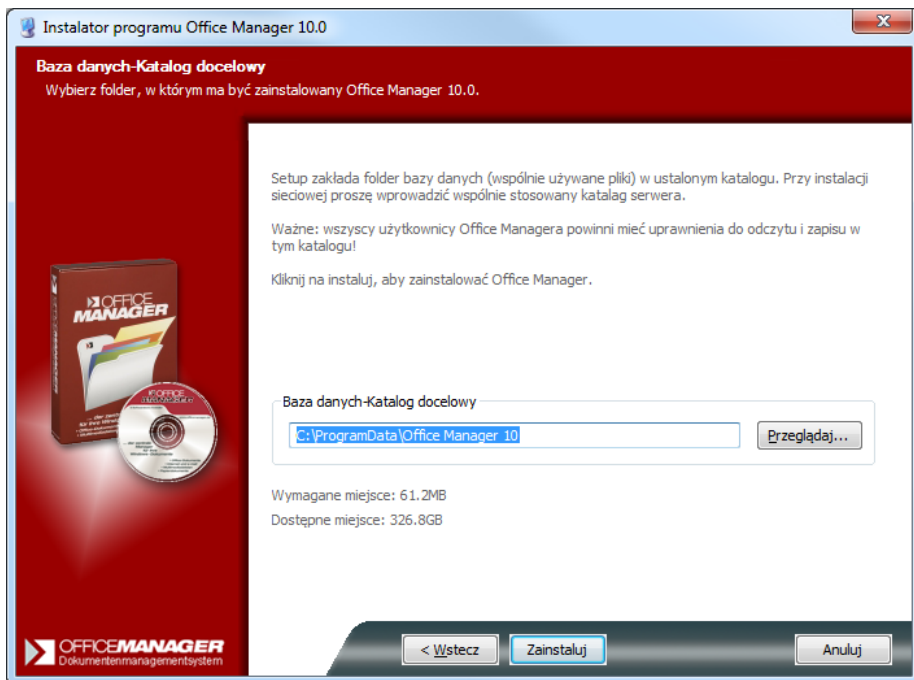 Instalator programu Office Manager 10.0
Baza danych-Katalog docelowy
Wybierz folder, w którym ma być zainstalowany Office Manager 10.0.
Setup zakłada folder bazy danych (wspólnie używane pliki) w ustalonym katalogu. Przy instalacji
sieciowej proszę wprowadzić wspólnie stosowany katalag serwera.
Ważne: wszyscy użytkownicy Office Managera powinni mieć uprawnienia do odczytu i zapisu w
tym katalogu!
Kliknij na instaluj, aby zainstalować Office Manager.
OFFICE
MANAGER
Baza danych-Katalog docelowy
C:\ProgramData\Office Manager 10
Przeglądaj...
Wymagane miejsce: 61.2MB
Dostępne miejsce: 326.8GB
OFFICEMANAGER
Dokumentenmanagementsystem
< Wstecz
Zainstaluj
Anuluj